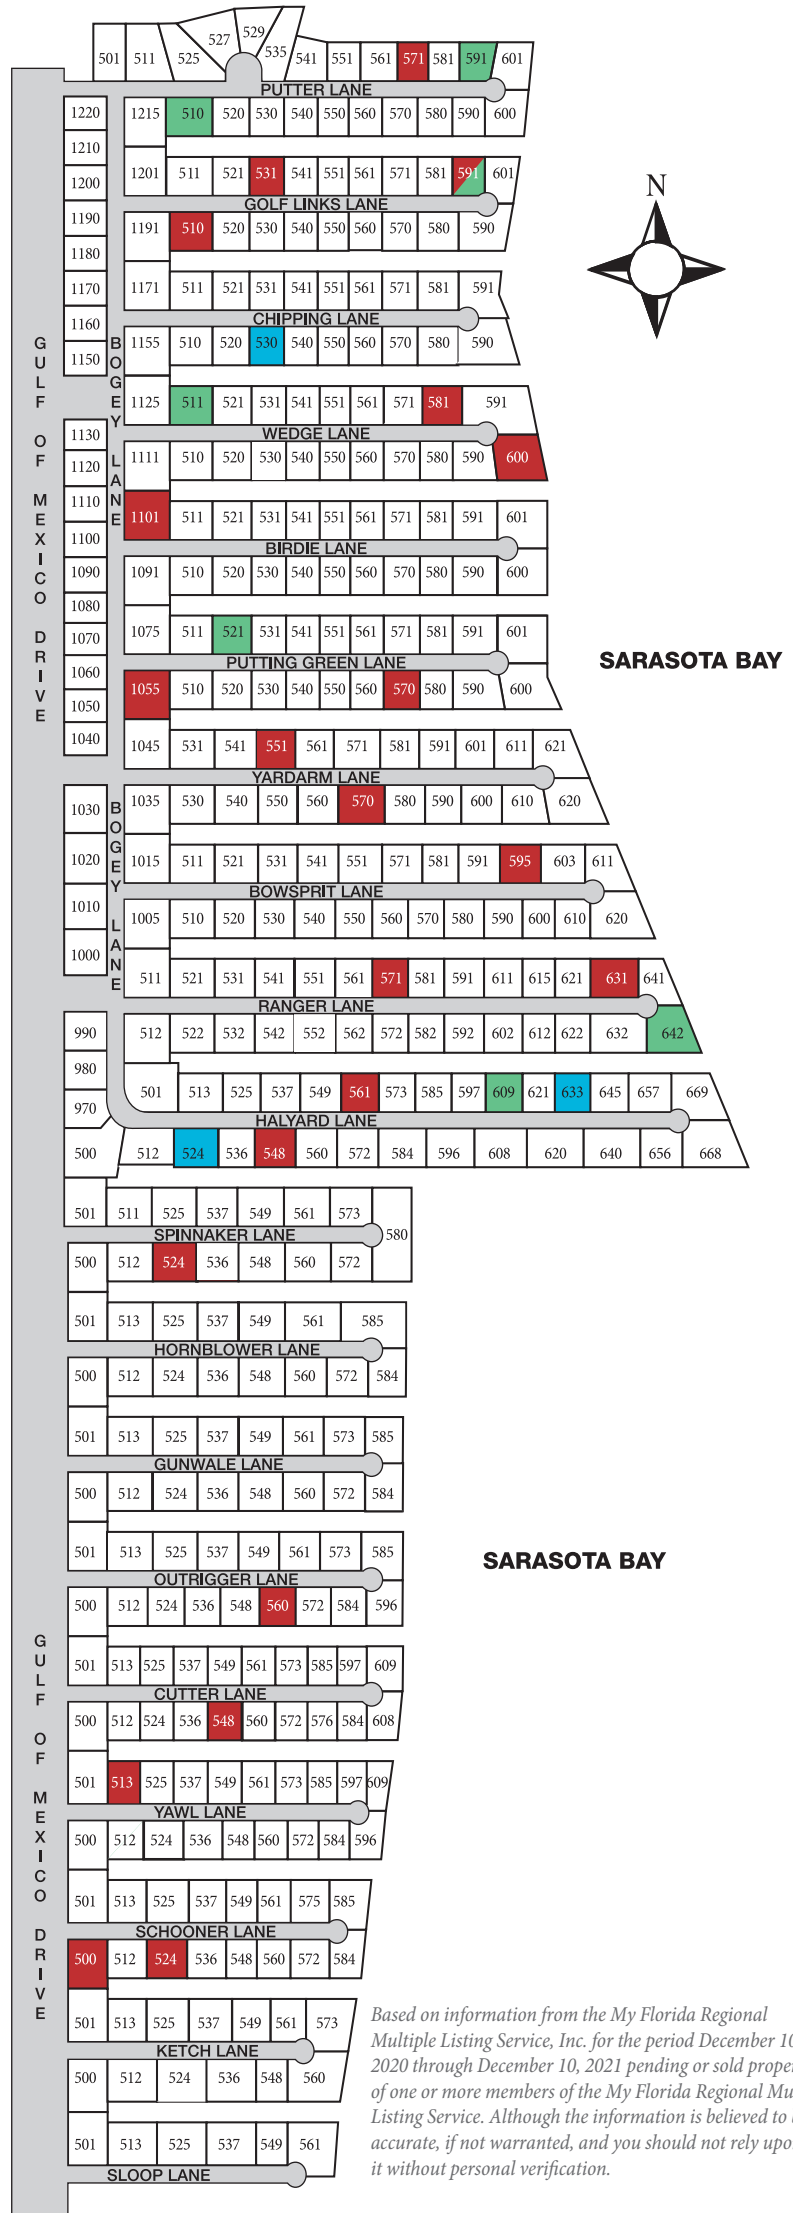 501 511 525 527 529 535 541 551 561 571 581 591 601
PUTTER LANE
1220 1215 510 520 530 540 550 560 570 580 590 600
1210
1200 1201 511 521 531 541 551 561 571 581 591 601
GOLF LINKS LANE
1190 1191 510 520 530 540 550 560 570 580 590
1180
1170 1171 511 521 531 541 551 561 571 581 591
1160
CHIPPING LANE
1150 1155 510 520 530 540 550 560 570 580 590
1125 511 521 531 541 551 561 571 581 591
WEDGE LANE
1130
1120 1111 510 520 530 540 550 560 570 580 590 600
1110
1100 1101 511 521 531 541 551 561 571 581 591 601
BIRDIE LANE
1090 1091 510 520 530 540 550 560 570 580 590 600
1080
1070 1075 511 521 531 541 551 561 571 581 591 601
PUTTING GREEN LANE
1060
1050 1055 510 520 530 540 550 560 570 580 590 600
1040 1045 531 541 551 561 571 581 591 601 611 621
YARDARM LANE
1030 1035 530 540 550 560 570 580 590 600 610 620
1020 1015 511 521 531 541 551 571 581 591 595 603 611
BOWSPRIT LANE
1010 1005 510 520 530 540 550 560 570 580 590 600 610 620
1000
511 521 531 541 551 561 571 581 591 611 615 621 631 641
RANGER LANE
990 512 522 532 542 552 562 572 582 592 602 612 622 632 642
980
970 501 513 525 537 549 561 573 585 597 609 621 633 645 657 669
HALYARD LANE
500 512 524 536 548 560 572 584 596 608 620 640 656 668
501 511 525 537 549 561 573 580
SPINNAKER LANE
500 512 524 536 548 560 572
501 513 525 537 549 561 585
HORNBLOWER LANE
500 512 524 536 548 560 572 584
501 513 525 537 549 561 573 585
GUNWALE LANE
500 512 524 536 548 560 572 584
501 513 525 537 549 561 573 585
OUTRIGGER LANE
500 512 524 536 548 560 572 584 596
501 513 525 537 549 561 573 585 597 609
CUTTER LANE
500 512 524 536 548 560 572 576 584 608
501 513 525 537 549 561 573 585 597 609
YAWL LANE
500 512 524 536 548 560 572 584 596
501 513 525 537 549 561 575 585
SCHOONER LANE
500 512 524 536 548 560 572 584
501 513 525 537 549 561 573
KETCH LANE
500 512 524 536 548 560
501 513 525 537 549 561
SLOOP LANE
GULF OF MEXICO DRIVE
BOGEY LANE
BOGEY LANE
GULF OF MEXICO DRIVE
N
SARASOTA BAY
SARASOTA BAY
Based on information from the My Florida Regional
Multiple Listing Service, Inc. for the period December 10
2020 through December 10, 2021 pending or sold proper
of one or more members of the My Florida Regional Mu
Listing Service. Although the information is believed to
accurate, if not warranted, and you should not rely upo
it without personal verification.